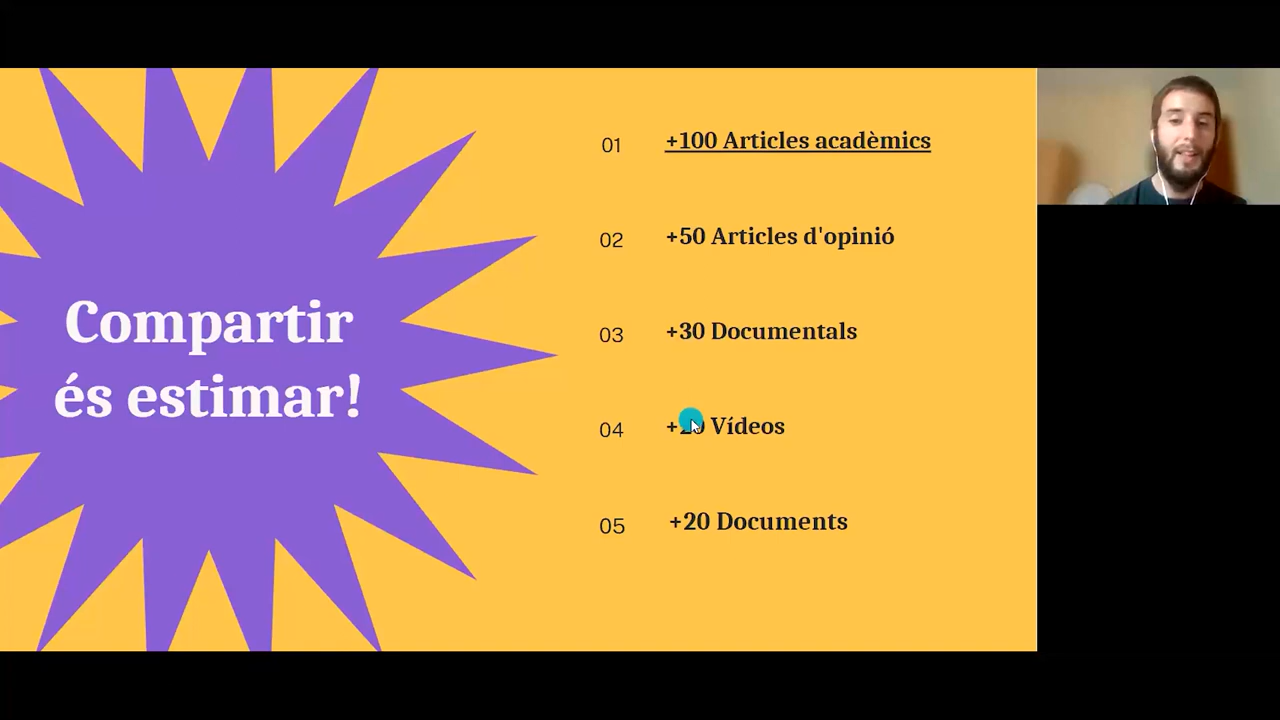 Compartir
és estimar!
01 +100 Articles acadèmics
02 +50 Articles d'opinió
03 +30 Documentals
04 Vídeos
05 +20 Documents